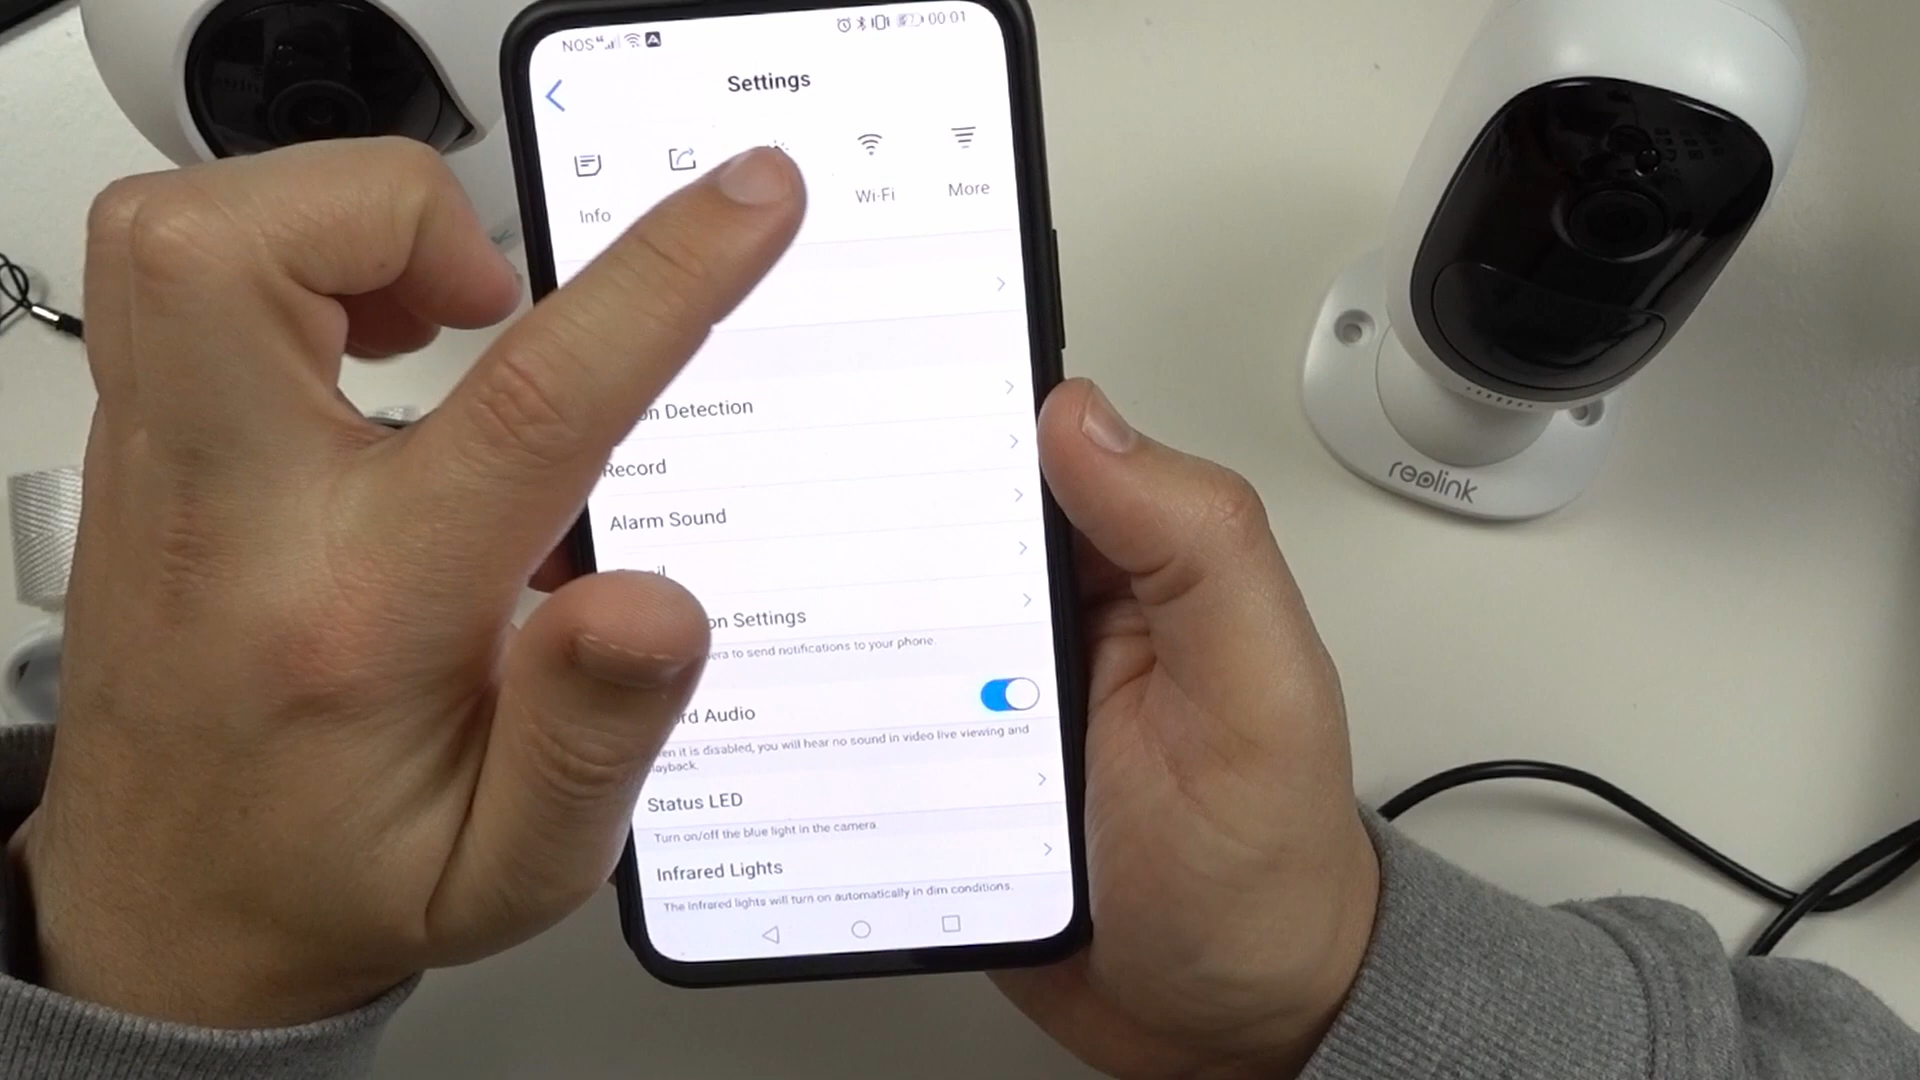 NOS 00:01
Settings
Info Wi-Fi More
on Detection
Record
Alarm Sound
on Settings
era to send notifications to your phone.
rd Audio
en it is disabled, you will hear no sound in video live viewing and
layback.
Status LED
Turn on/off the blue light in the camera.
Infrared Lights
The infrared lights will turn on automatically in dim conditions.
reolink